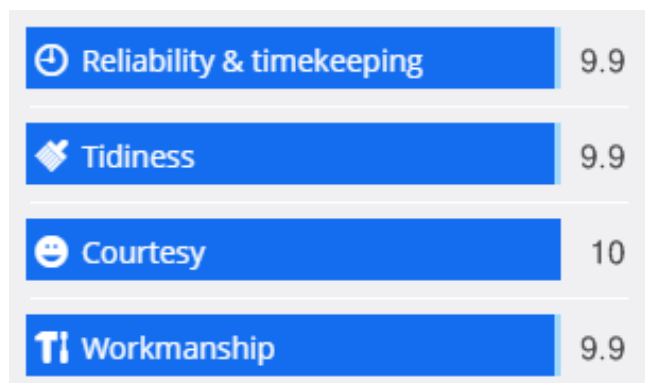 Reliability & timekeeping 9.9
Tidiness 9.9
Courtesy 10
Workmanship 9.9